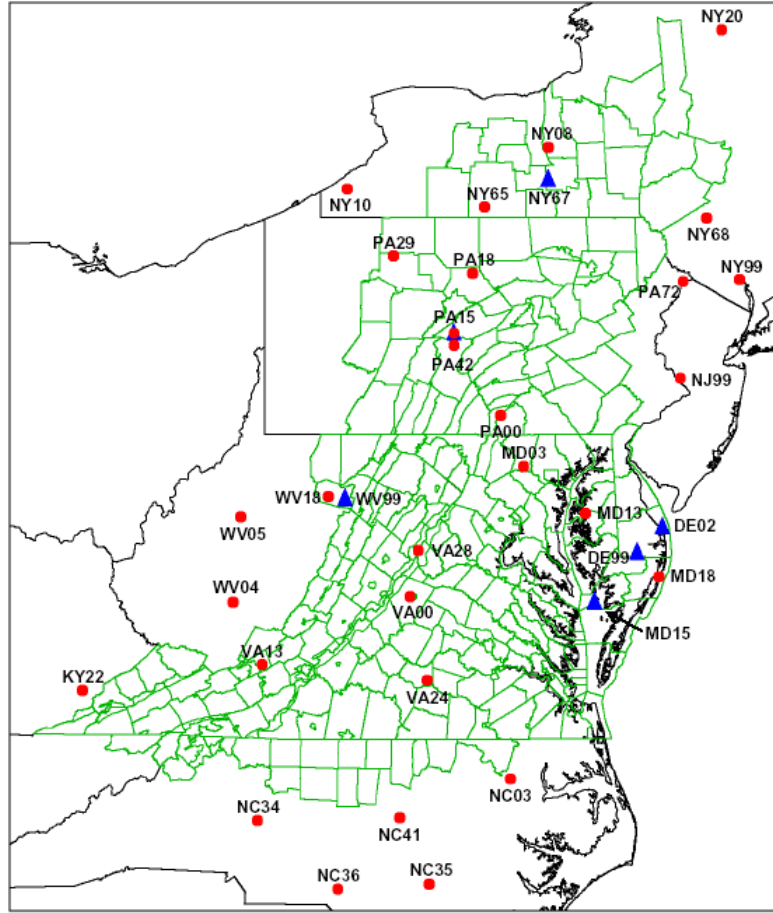 NY20
NY08
NY10
NY65
NY67
NY68
PA29
PA18
NY99
PA72
PA15
PA42
NJ99
PA00
MD03
WV18
WV99
MD13
WV05
DE02
VA28
DE99
MD18
WV04
VA00
MD15
VA13
KY22
VA24
NC03
NC34
NC41
NC36
NC35